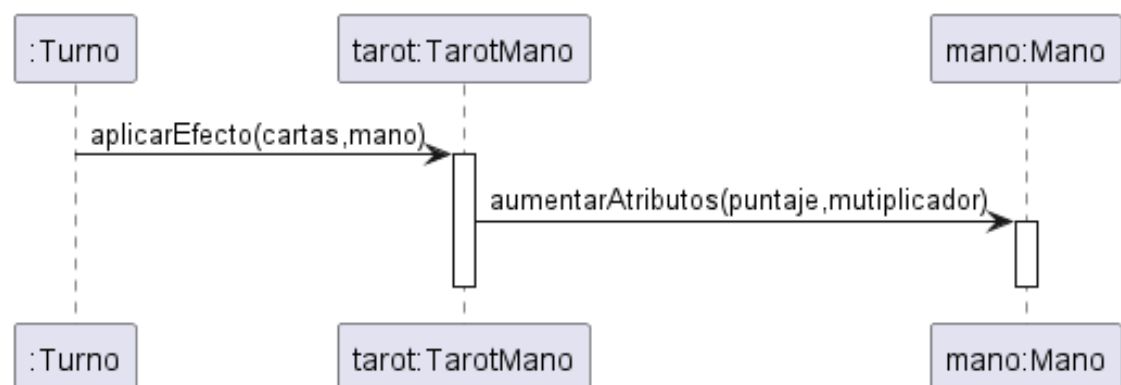 :Turno
tarot:TarotMano
mano:Mano
aplicarEfecto(cartas,mano)
aumentarAtributos(puntaje,mutiplicador)
:Turno
tarot:TarotMano
mano:Mano